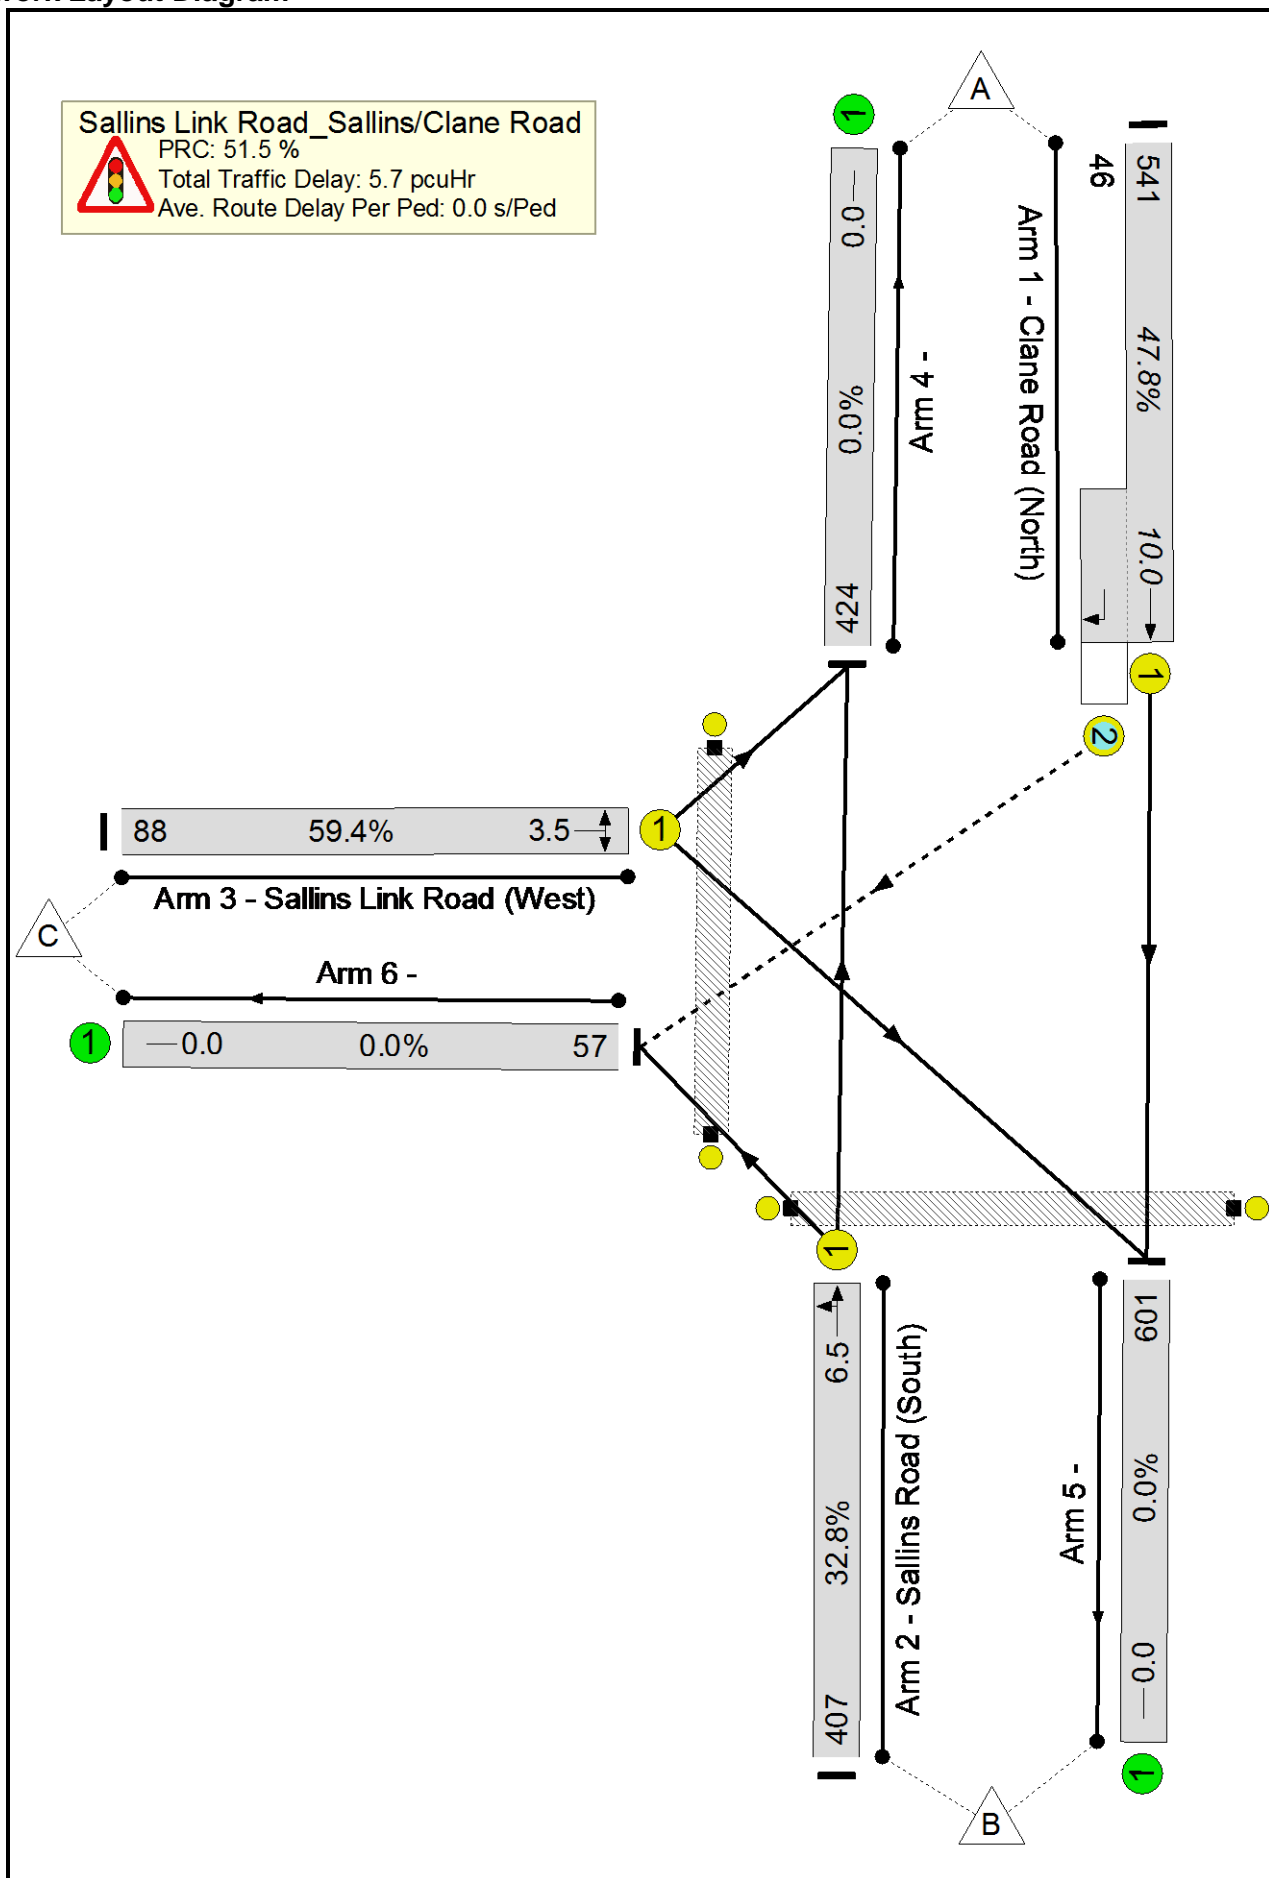 Sallins Link Road_Sallins/Clane Road
PRC: 51.5 %
Total Traffic Delay: 5.7 pcuHr
Ave. Route Delay Per Ped: 0.0 s/Ped
A
1
0.0
0.0%
424
Arm 4 -
46
541
47.8%
10.0
Arm 1 - Clane Road (North)
1
2
88 59.4% 3.5
1
Arm 3 - Sallins Link Road (West)
C
Arm 6 -
1
0.0 0.0% 57
1
6.5
32.8%
407
Arm 2 - Sallins Road (South)
Arm 5 -
601
0.0%
0.0
1
B